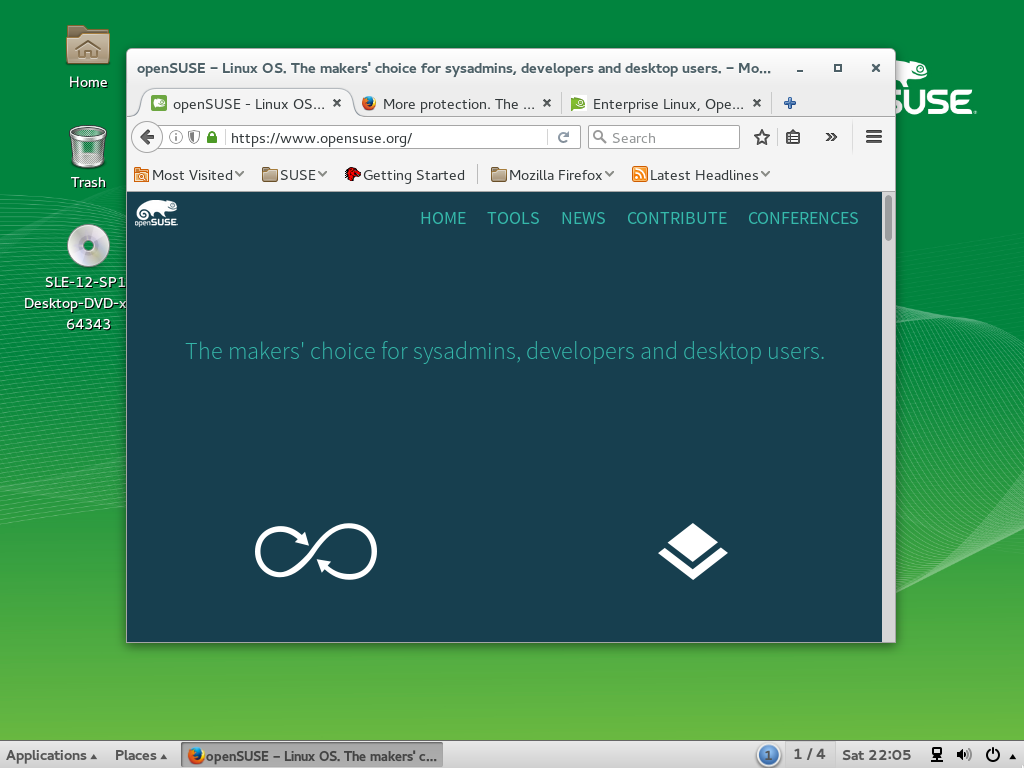 Home
Trash
SLE-12-SP1
Desktop-DVD-x
64343
SUSE
openSUSE – Linux OS. The makers' choice for sysadmins, developers and desktop users. – Mo...
openSUSE - Linux OS...
More protection. The ...
Enterprise Linux, Ope...
https://www.opensuse.org/
Search
Most Visited
SUSE
Getting Started
Mozilla Firefox
Latest Headlines
openSUSE
HOME TOOLS NEWS CONTRIBUTE CONFERENCES
The makers' choice for sysadmins, developers and desktop users.
Applications
Places
openSUSE – Linux OS. The makers' c...
1
1 / 4
Sat 22:05